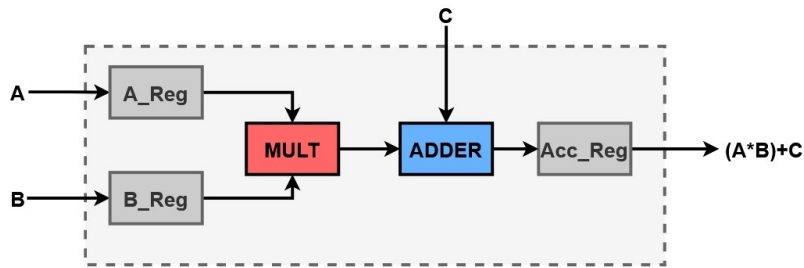 C
A
A_Reg
MULT
ADDER
Acc_Reg
(A*B)+C
B
B_Reg